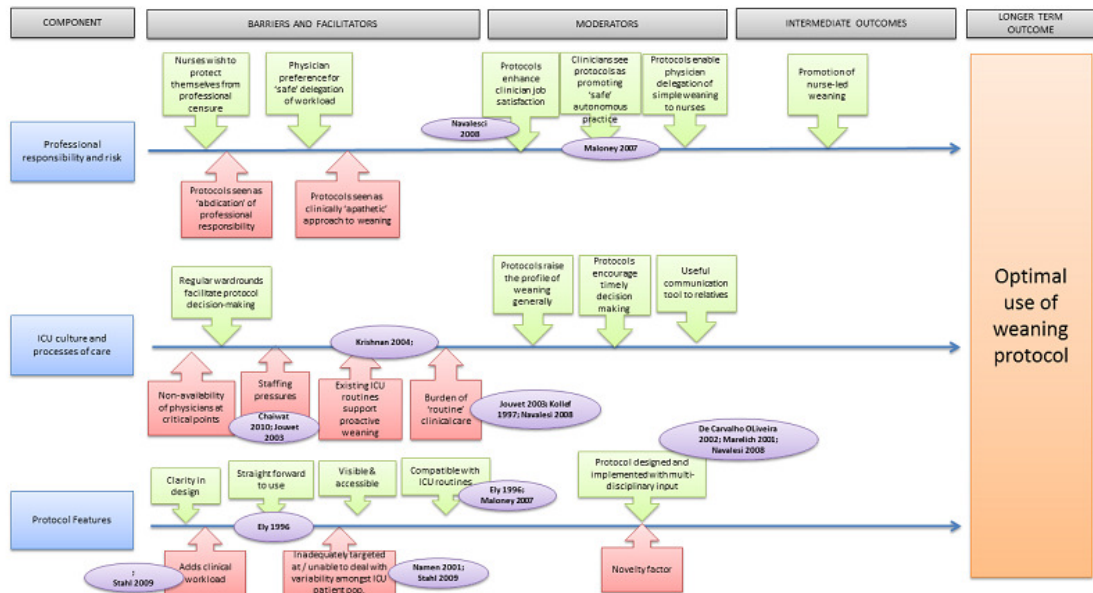 COMPONENT
BARRIERS AND FACILITATORS
MODERATORS
INTERMEDIATE OUTCOMES
LONGER TERM
OUTCOME
Nurses wish to
protect
themselves from
professional
censure
Physician
preference for
'safe' delegation
of workload
Protocols
enhance
clinician job
satisfaction
Clinicians see
protocols as
promoting
'safe'
autonomous
practice
Protocols enable
physician
delegation of
simple weaning
to nurses
Promotion of
nurse-led
weaning
Navalesci
2008
Maloney 2007
Professional
responsibility and risk
Protocols seen as
'abdication' of
professional
responsibility
Protocols seen as
clinically 'apathetic'
approach to weaning
Regular wardrounds
facilitate protocol
decision-making
Protocols raise
the profile of
weaning
generally
Protocols
encourage
timely
decision
making
Useful
communication
tool to relatives
ICU culture and
processes of care
Krishnan 2004;
Non-availability
of physicians at
critical points
Staffing
pressures
Chaiwat
2010; Jouvet
2003
Existing ICU
routines
support
proactive
weaning
Burden of
'routine'
clinical care
Jouvet 2003; Kollef
1997; Navalesi 2008
De Carvalho OLiveira
2002; Marelich 2001;
Navalesi 2008
Clarity in
design
Straight forward
to use
Visible &
accessible
Compatible with
ICU routines
Ely 1996;
Maloney 2007
Protocol designed and
implemented with multi-
disciplinary input
Protocol Features
Ely 1996
;
Stahl 2009
Adds clinical
workload
Inadequately targeted
at / unable to deal with
variability amongst ICU
patient pop.
Namen 2001;
Stahl 2009
Novelty factor
Optimal
use of
weaning
protocol